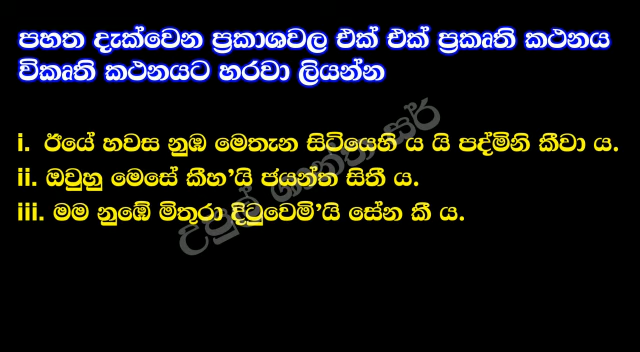 පහත දැක්වෙන ප්‍රකාශවල එක් එක් ප්‍රකෘති කථනය
විකෘති කථනයට හරවා ලියන්න
i. ඊයේ හවස නුඹ මෙතැන සිටියෙහි ය යි පද්මිනි කීවා ය.
ii. ඔවුහු මෙසේ කීහ'යි ජයන්ත සිතී ය.
iii. මම නුඹේ මිතුරා දිටුවෙමි'යි සේන කී ය.